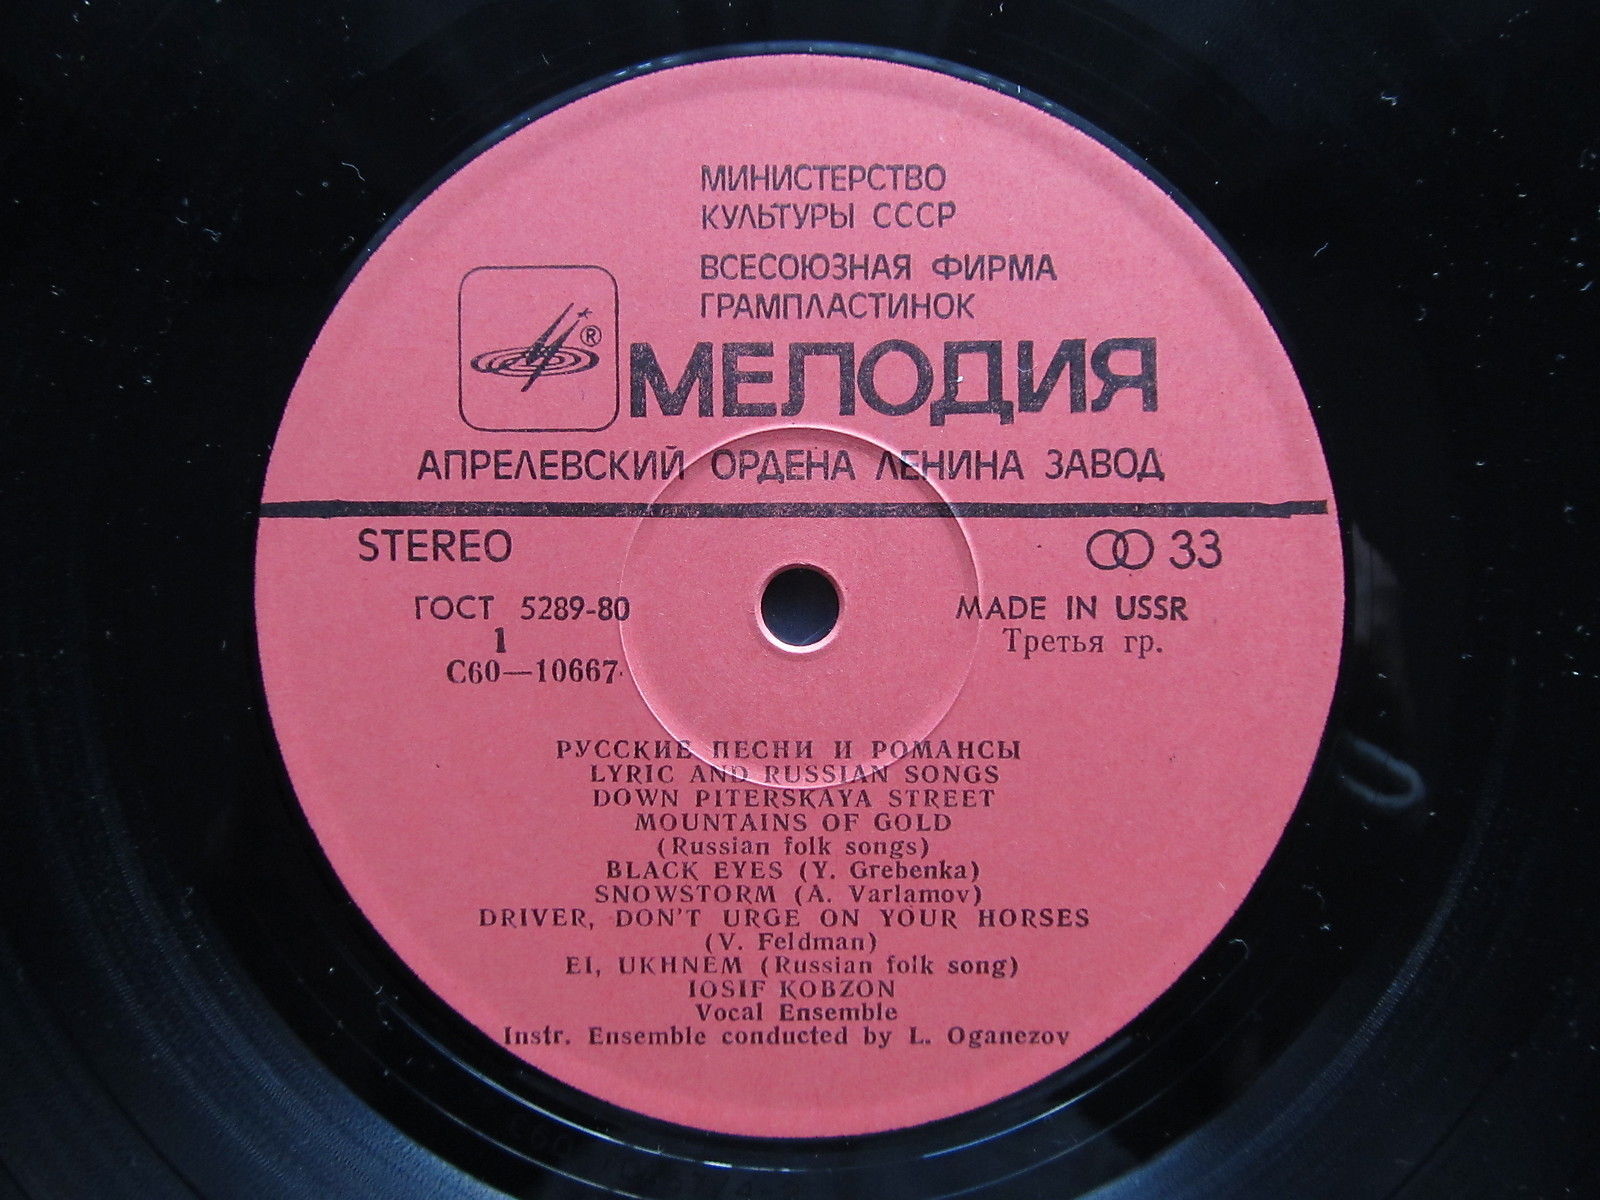 МИНИСТЕРСТВО
КУЛЬТУРЫ СССР
ВСЕСОЮЗНАЯ ФИРМА
ГРАМПЛАСТИНОК
®
МЕЛОДИЯ
АПРЕЛЕВСКИЙ ОРДЕНА ЛЕНИНА ЗАВОД
STEREO
33
ГОСТ 5289-80
MADE IN USSR
1
Третья гр.
С60—10667
РУССКИЕ ПЕСНИ И РОМАНСЫ
LYRIC AND RUSSIAN SONGS
DOWN PITERSKAYA STREET
MOUNTAINS OF GOLD
(Russian folk songs)
BLACK EYES (Y. Grebenka)
SNOWSTORM (A. Varlamov)
DRIVER, DON'T URGE ON YOUR HORSES
(V. Feldman)
EI, UKHNEM (Russian folk song)
IOSIF KOBZON
Vocal Ensemble
Instr. Ensemble conducted by L. Oganezov